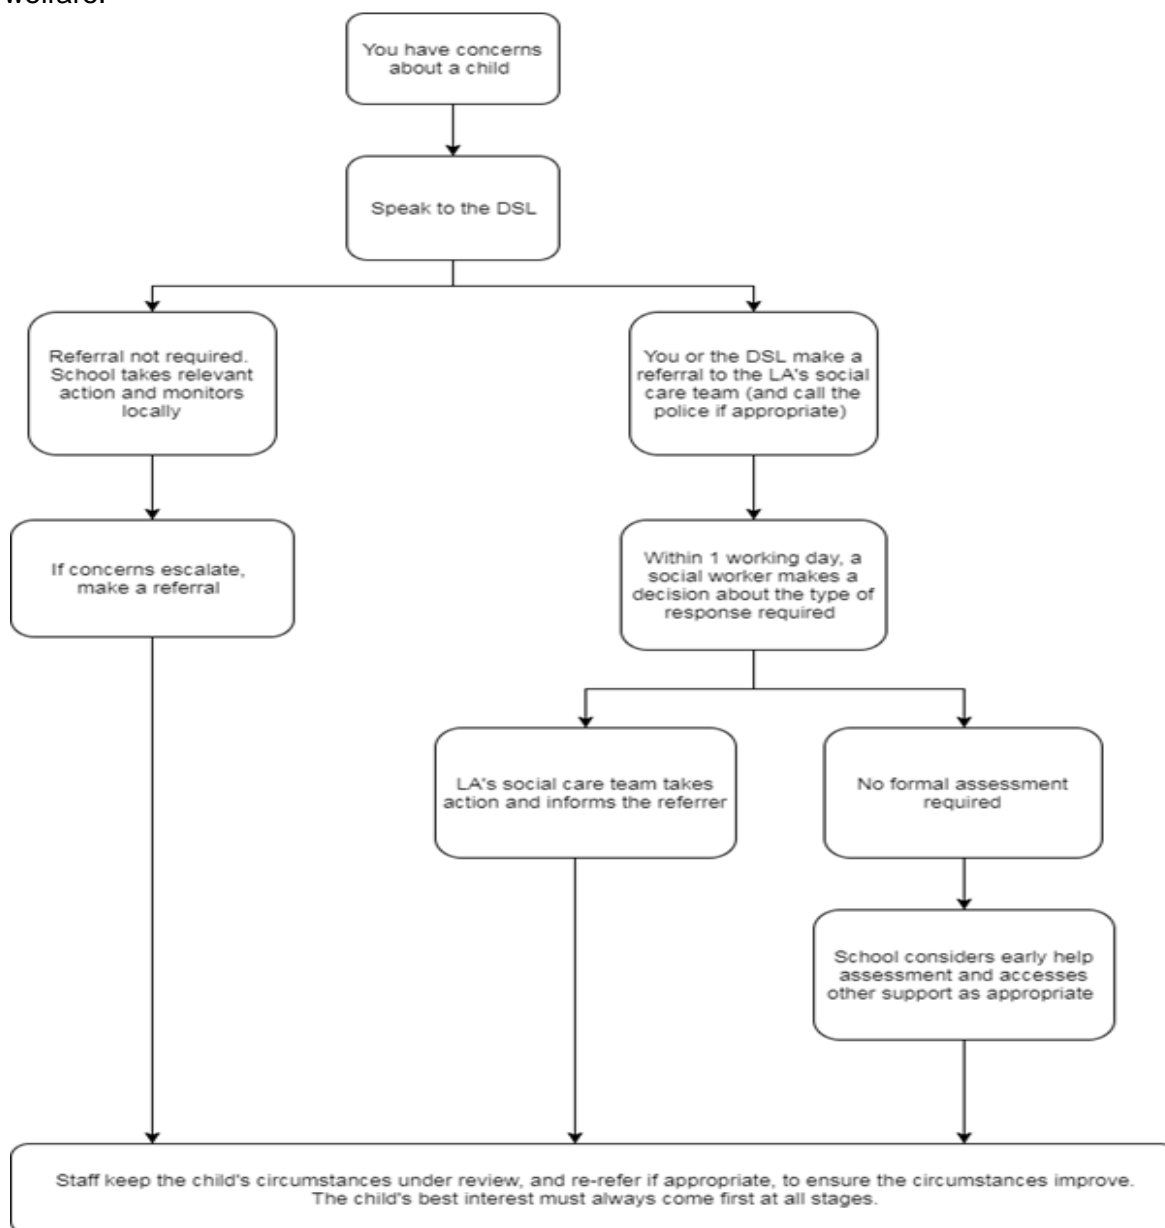 welfare.
You have concerns
about a child
Speak to the DSL
Referral not required.
School takes relevant
action and monitors
locally
You or the DSL make a
referral to the LA's social
care team (and call the
police if appropriate)
If concerns escalate,
make a referral
Within 1 working day, a
social worker makes a
decision about the type of
response required
LA's social care team takes
action and informs the referrer
No formal assessment
required
School considers early help
assessment and accesses
other support as appropriate
Staff keep the child's circumstances under review, and re-refer if appropriate, to ensure the circumstances improve.
The child's best interest must always come first at all stages.